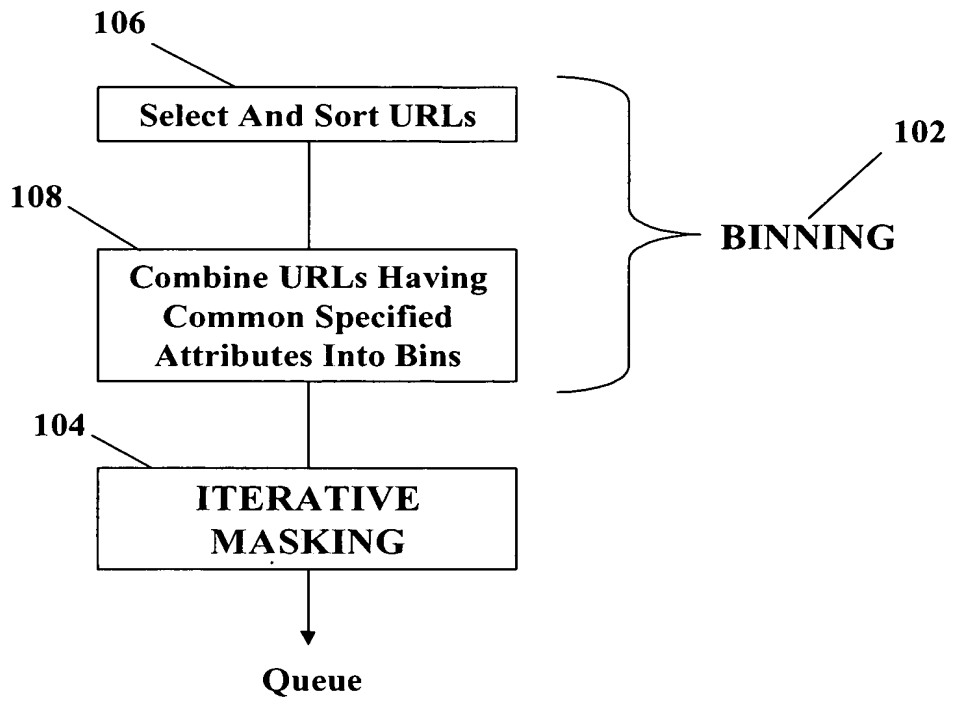 106
Select And Sort URLs
102
108
BINNING
Combine URLs Having
Common Specified
Attributes Into Bins
104
ITERATIVE
MASKING
Queue